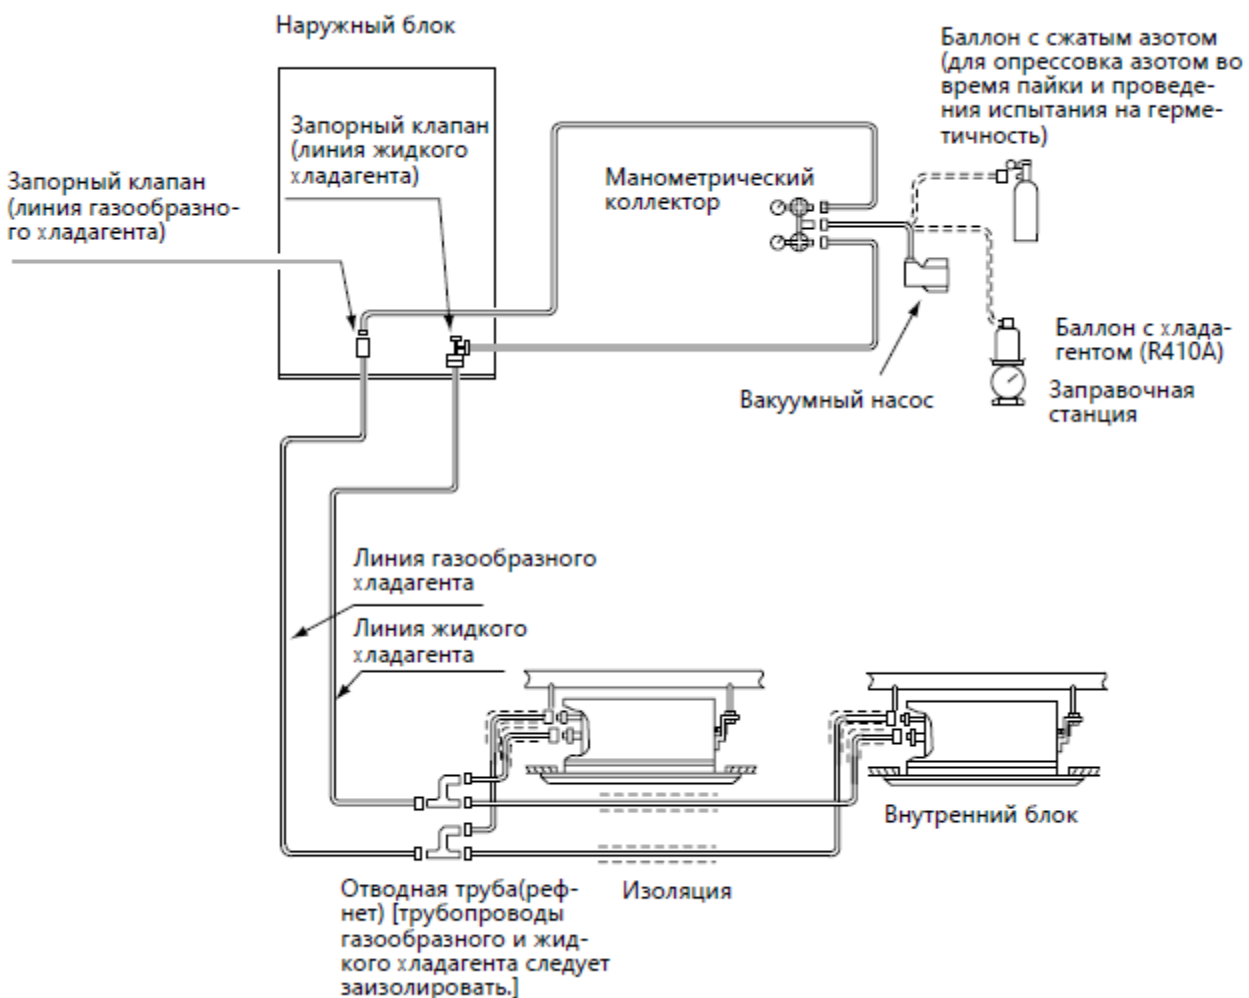 Наружный блок
Баллон с сжатым азотом
(для опрессовка азотом во
время пайки и проведе-
ния испытания на герме-
тичность)
Запорный клапан
(линия жидкого
хладагента)
Запорный клапан
(линия газообразно-
го хладагента)
Манометрический
коллектор
Баллон с хлада-
гентом (R410A)
Заправочная
станция
Вакуумный насос
Линия газообразного
хладагента
Линия жидкого
хладагента
Внутренний блок
Отводная труба(реф-
нет) [трубопроводы
газообразного и жид-
кого хладагента следует
заизолировать.]
Изоляция